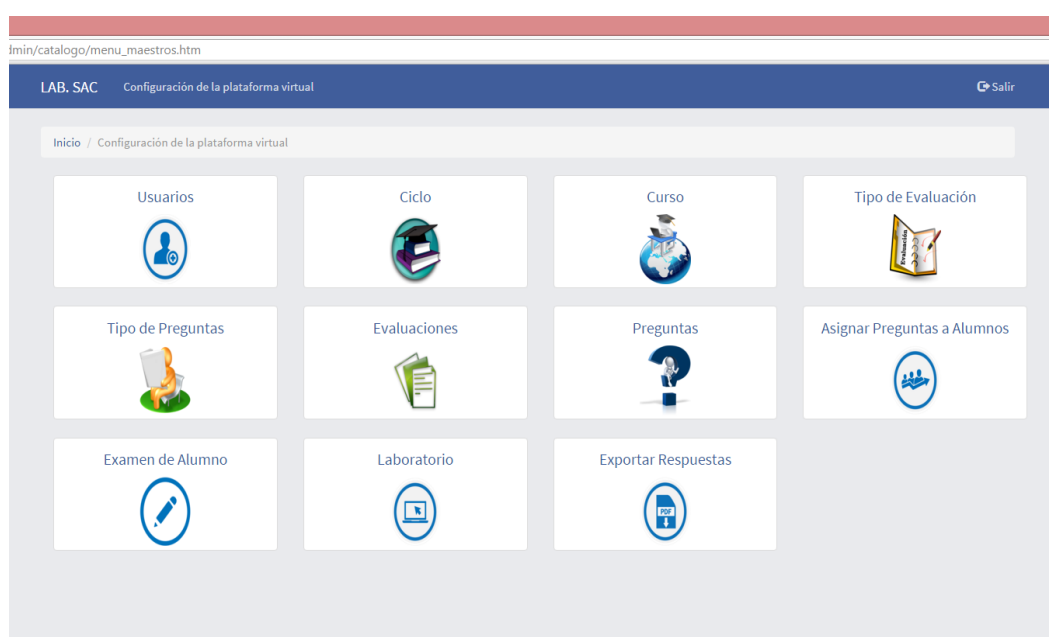 dmin/catalogo/menu_maestros.htm
LAB. SAC Configuración de la plataforma virtual Salir
Inicio / Configuración de la plataforma virtual
Usuarios Ciclo Curso Tipo de Evaluación
Evaluación
Tipo de Preguntas Evaluaciones Preguntas Asignar Preguntas a Alumnos
Examen de Alumno Laboratorio Exportar Respuestas
PDF